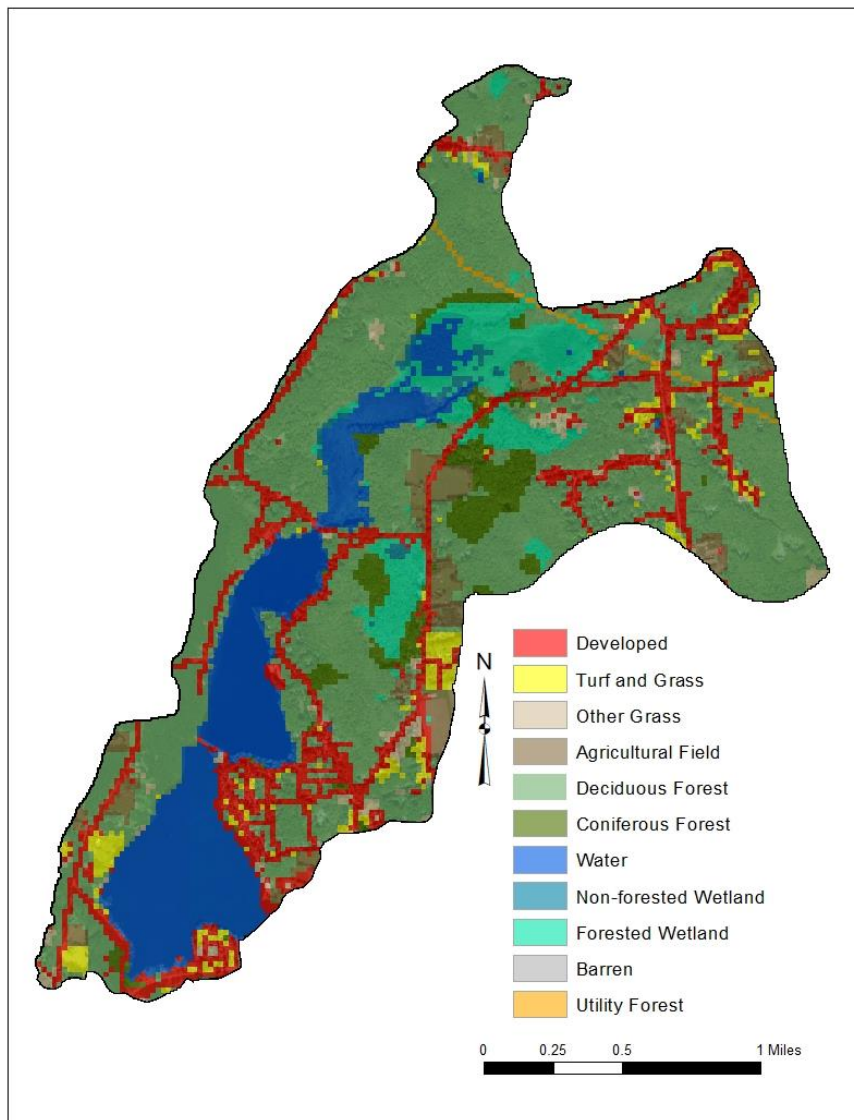 N
Developed
Turf and Grass
Other Grass
Agricultural Field
Deciduous Forest
Coniferous Forest
Water
Non-forested Wetland
Forested Wetland
Barren
Utility Forest
0 0.25 0.5 1 Miles